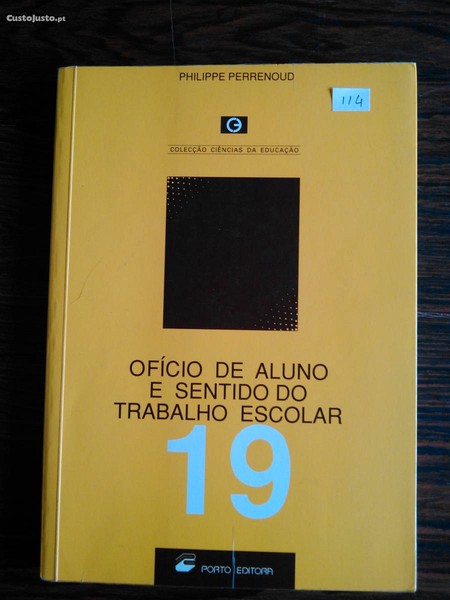 CustoJusto.pt
PHILIPPE PERRENOUD
114
COLECÇÃO CIÊNCIAS DA EDUCAÇÃO
OFÍCIO DE ALUNO
E SENTIDO DO
TRABALHO ESCOLAR
19
PORTO EDITORA